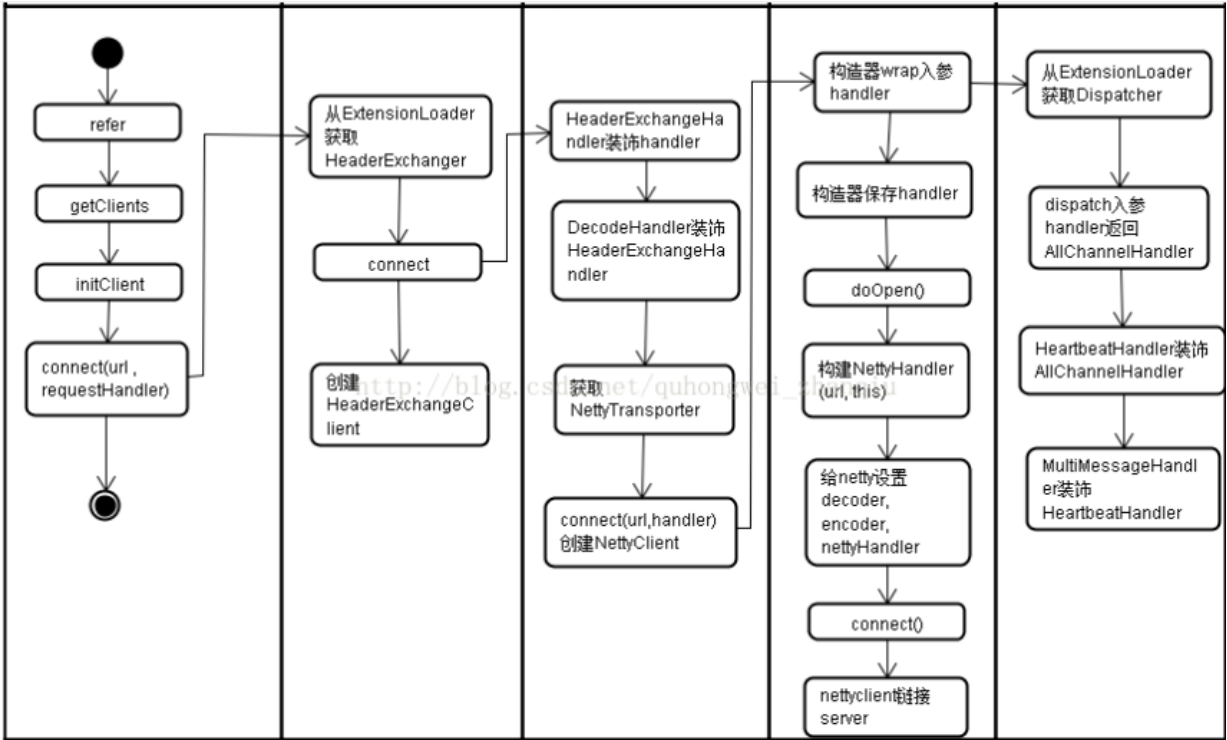 refer
getClients
initClient
connect(url ,
requestHandler)
从ExtensionLoader
获取
HeaderExchanger
connect
创建
HeaderExchangeC
lient
HeaderExchangeHa
ndler装饰handler
DecodeHandler装饰
HeaderExchangeHa
ndler
获取
NettyTransporter
connect(url,handler)
创建NettyClient
构造器wrap入参
handler
构造器保存handler
doOpen()
构建NettyHandler
(url, this)
给netty设置
decoder,
encoder,
nettyHandler
connect()
nettyclient链接
server
从ExtensionLoader
获取Dispatcher
dispatch入参
handler返回
AllChannelHandler
HeartbeatHandler装饰
AllChannelHandler
MultiMessageHandl
er装饰
HeartbeatHandler